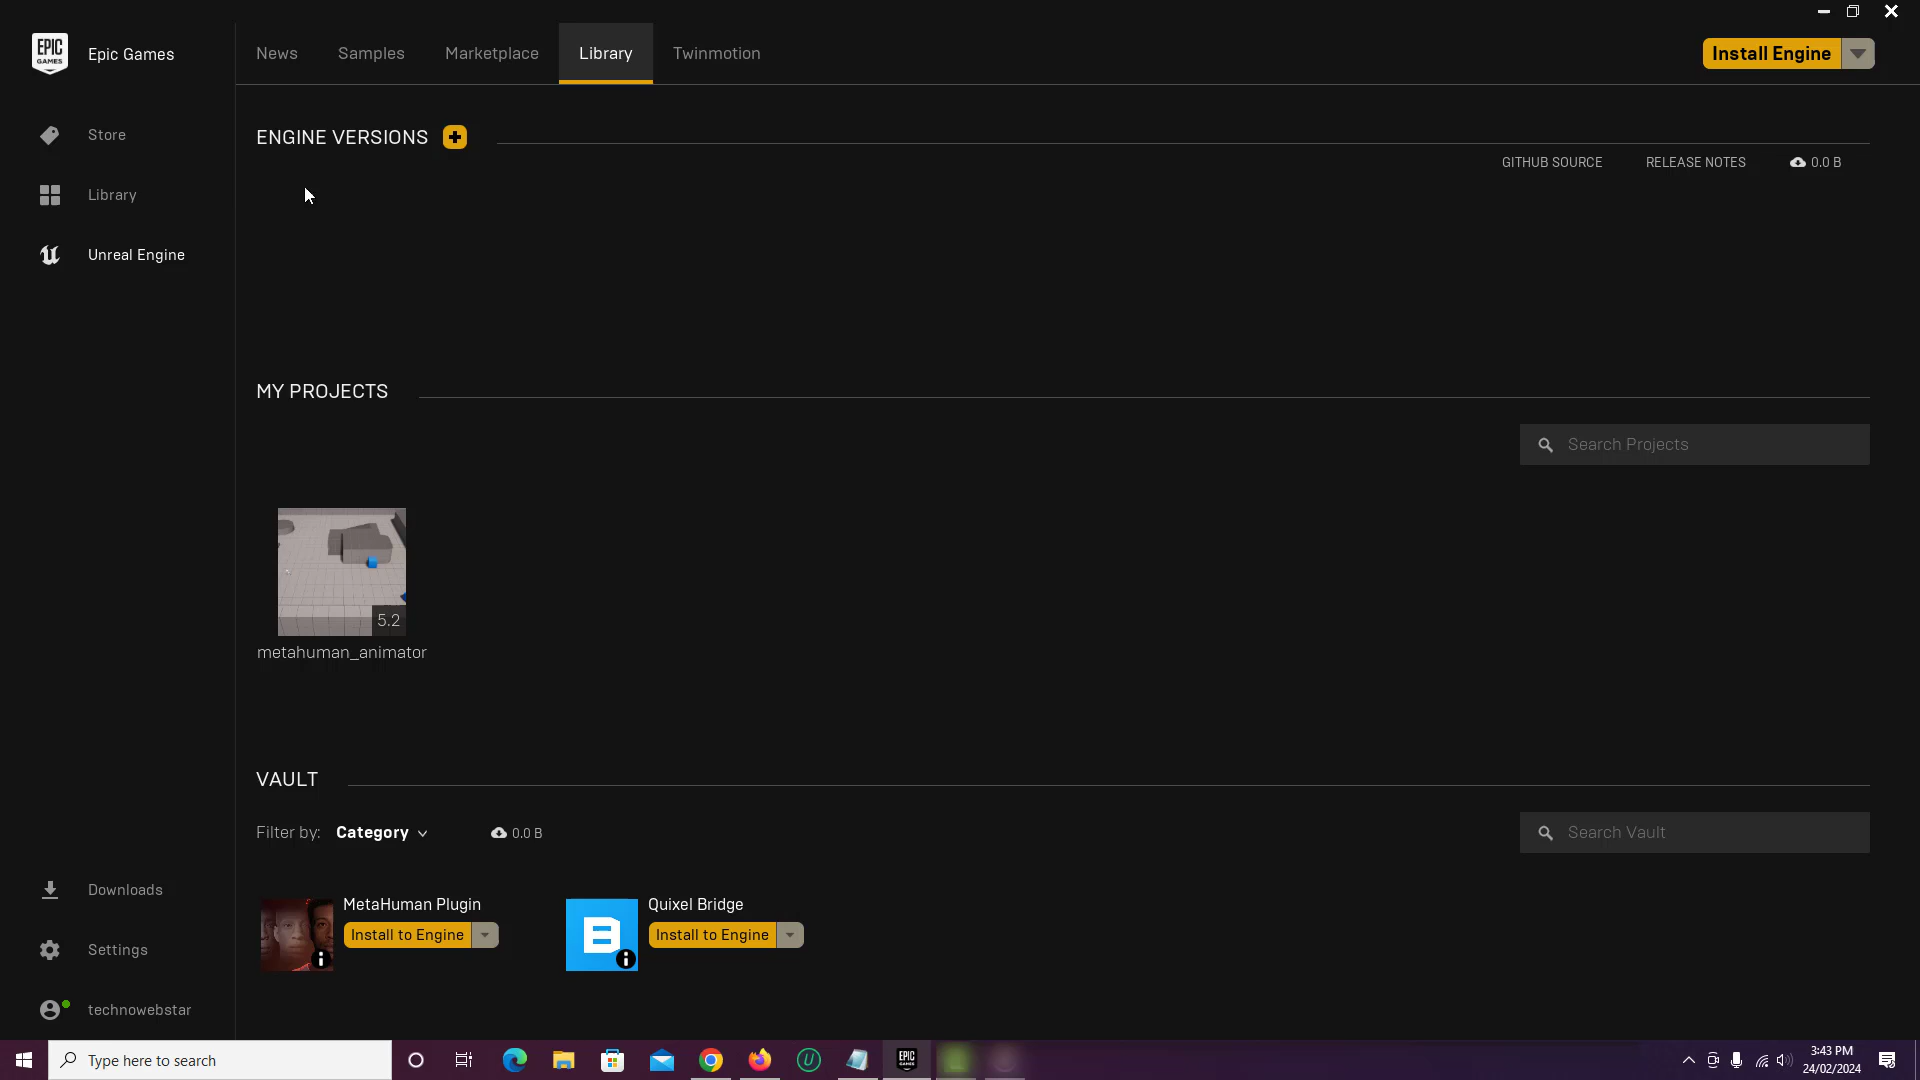 EPIC GAMES
Epic Games
News
Samples
Marketplace
Library
Twinmotion
Install Engine
Store
Library
Unreal Engine
ENGINE VERSIONS
GITHUB SOURCE
RELEASE NOTES
0.0 B
MY PROJECTS
Search Projects
5.2
metahuman_animator
VAULT
Filter by: Category
0.0 B
Search Vault
MetaHuman Plugin
Install to Engine
Quixel Bridge
Install to Engine
Downloads
Settings
technowebstar
Type here to search
EPIC GAMES
3:43 PM
24/02/2024